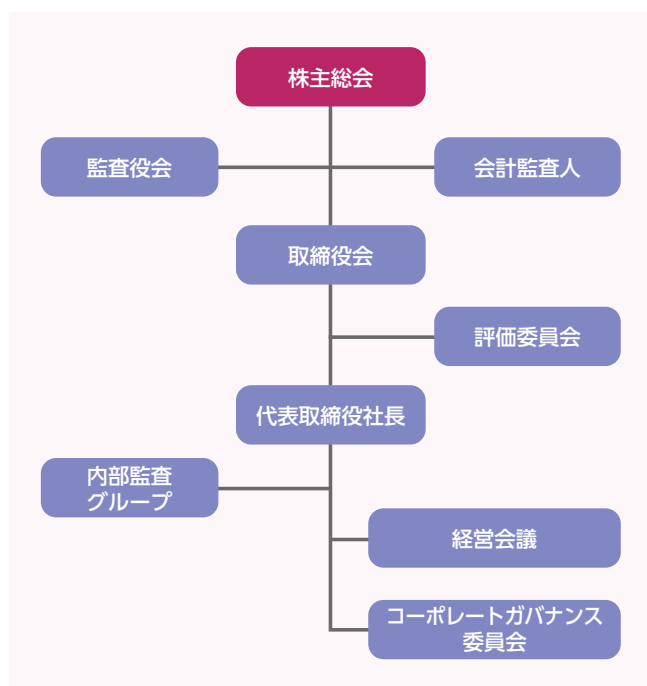 株主総会
監査役会
会計監査人
取締役会
評価委員会
代表取締役社長
内部監査
グループ
経営会議
コーポレートガバナンス
委員会